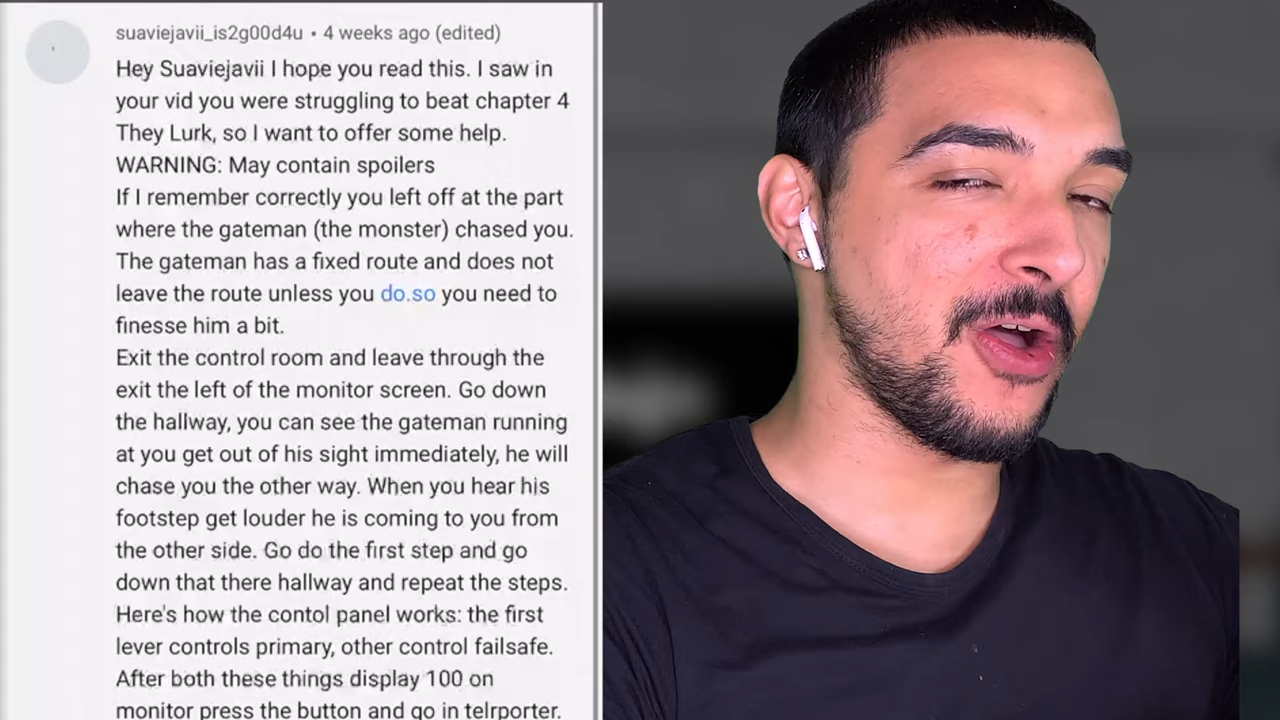 suaviejavii_is2g00d4u • 4 weeks ago (edited)
Hey Suaviejavii I hope you read this. I saw in
your vid you were struggling to beat chapter 4
They Lurk, so I want to offer some help.
WARNING: May contain spoilers
If I remember correctly you left off at the part
where the gateman (the monster) chased you.
The gateman has a fixed route and does not
leave the route unless you do.so you need to
finesse him a bit.
Exit the control room and leave through the
exit the left of the monitor screen. Go down
the hallway, you can see the gateman running
at you get out of his sight immediately, he will
chase you the other way. When you hear his
footstep get louder he is coming to you from
the other side. Go do the first step and go
down that there hallway and repeat the steps.
Here's how the contol panel works: the first
lever controls primary, other control failsafe.
After both these things display 100 on
monitor press the button and go in telrporter.